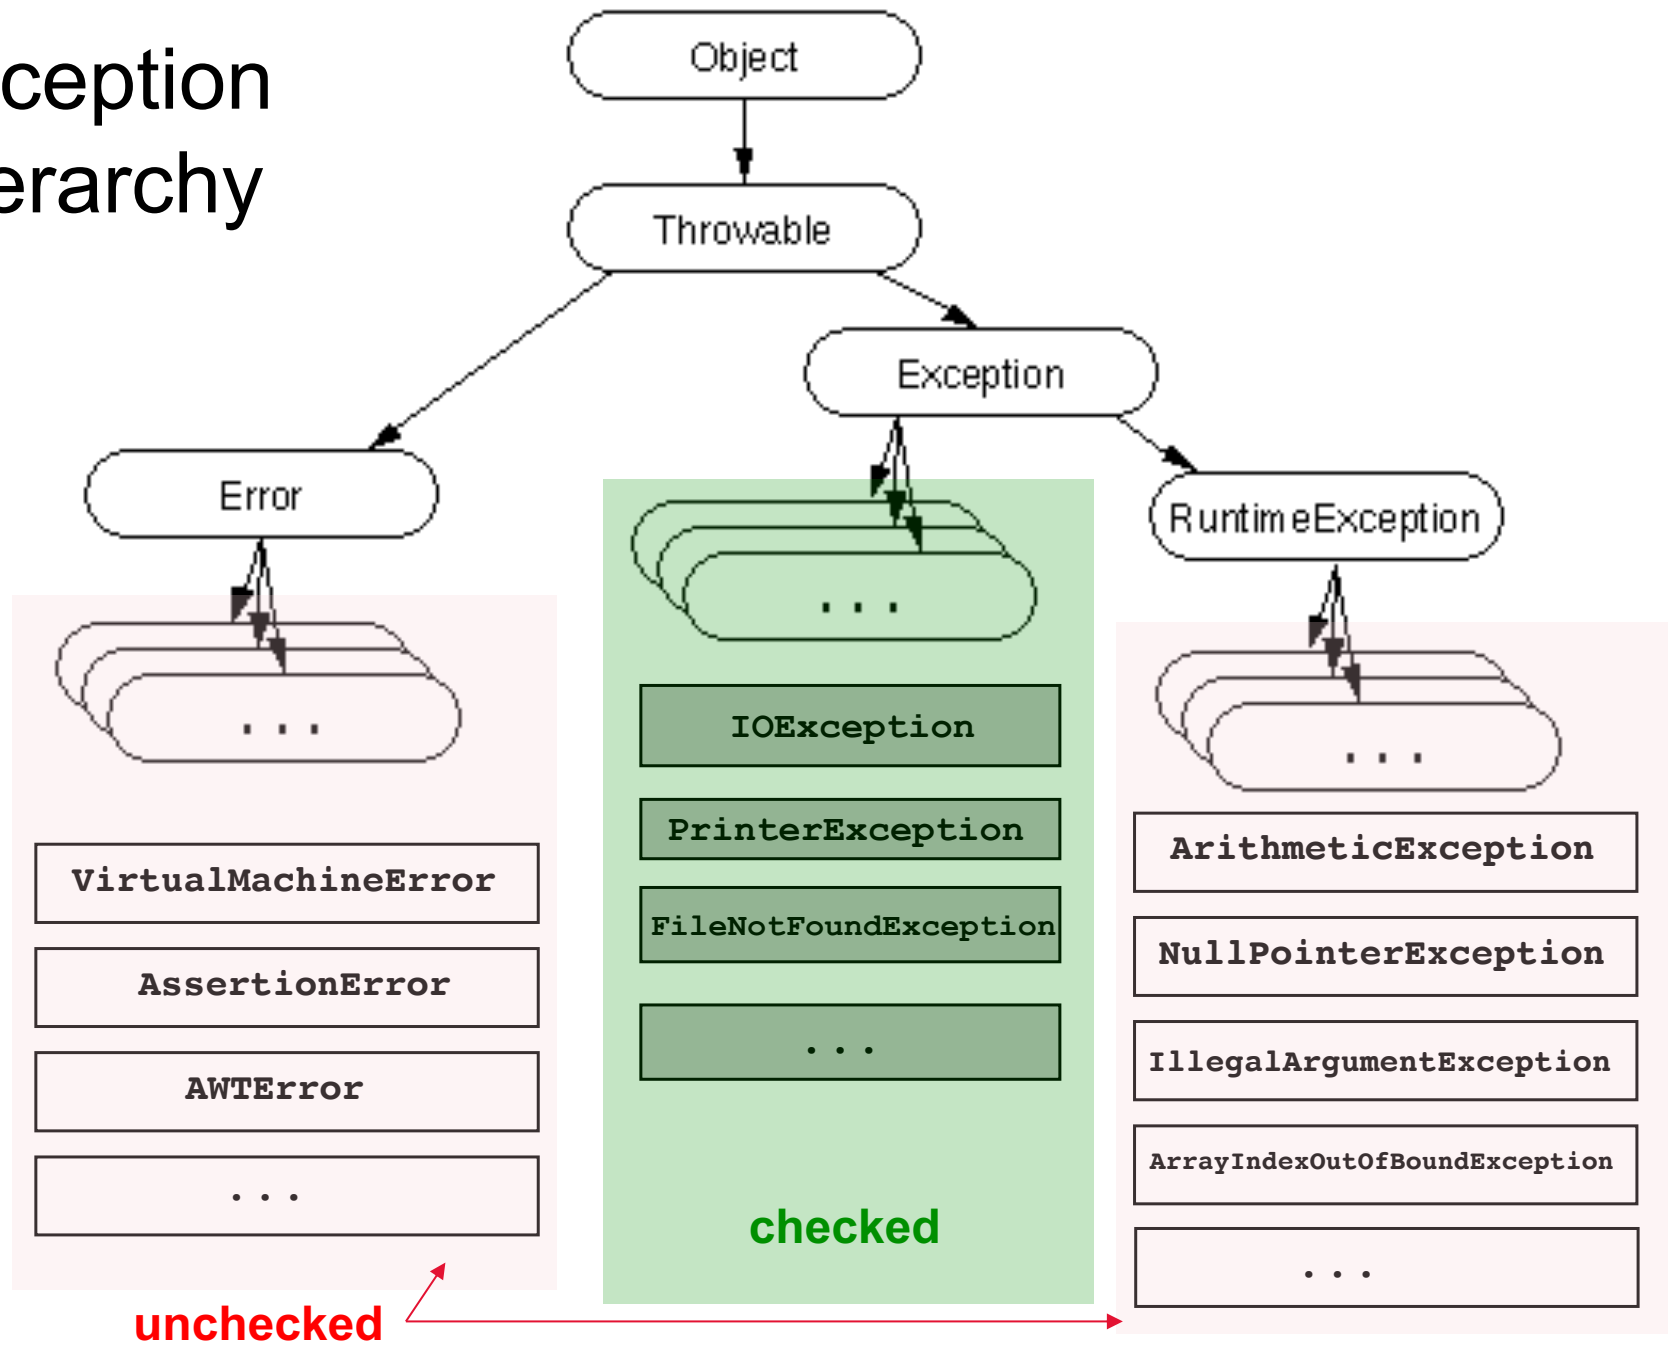 ception
erarchy
Object
Throwable
Exception
Error
RuntimeException
...
...
...
VirtualMachineError
AssertionError
AWTError
...
IOException
PrinterException
FileNotFoundException
...
checked
ArithmeticException
NullPointerException
IllegalArgumentException
ArrayIndexOutOfBoundException
...
unchecked